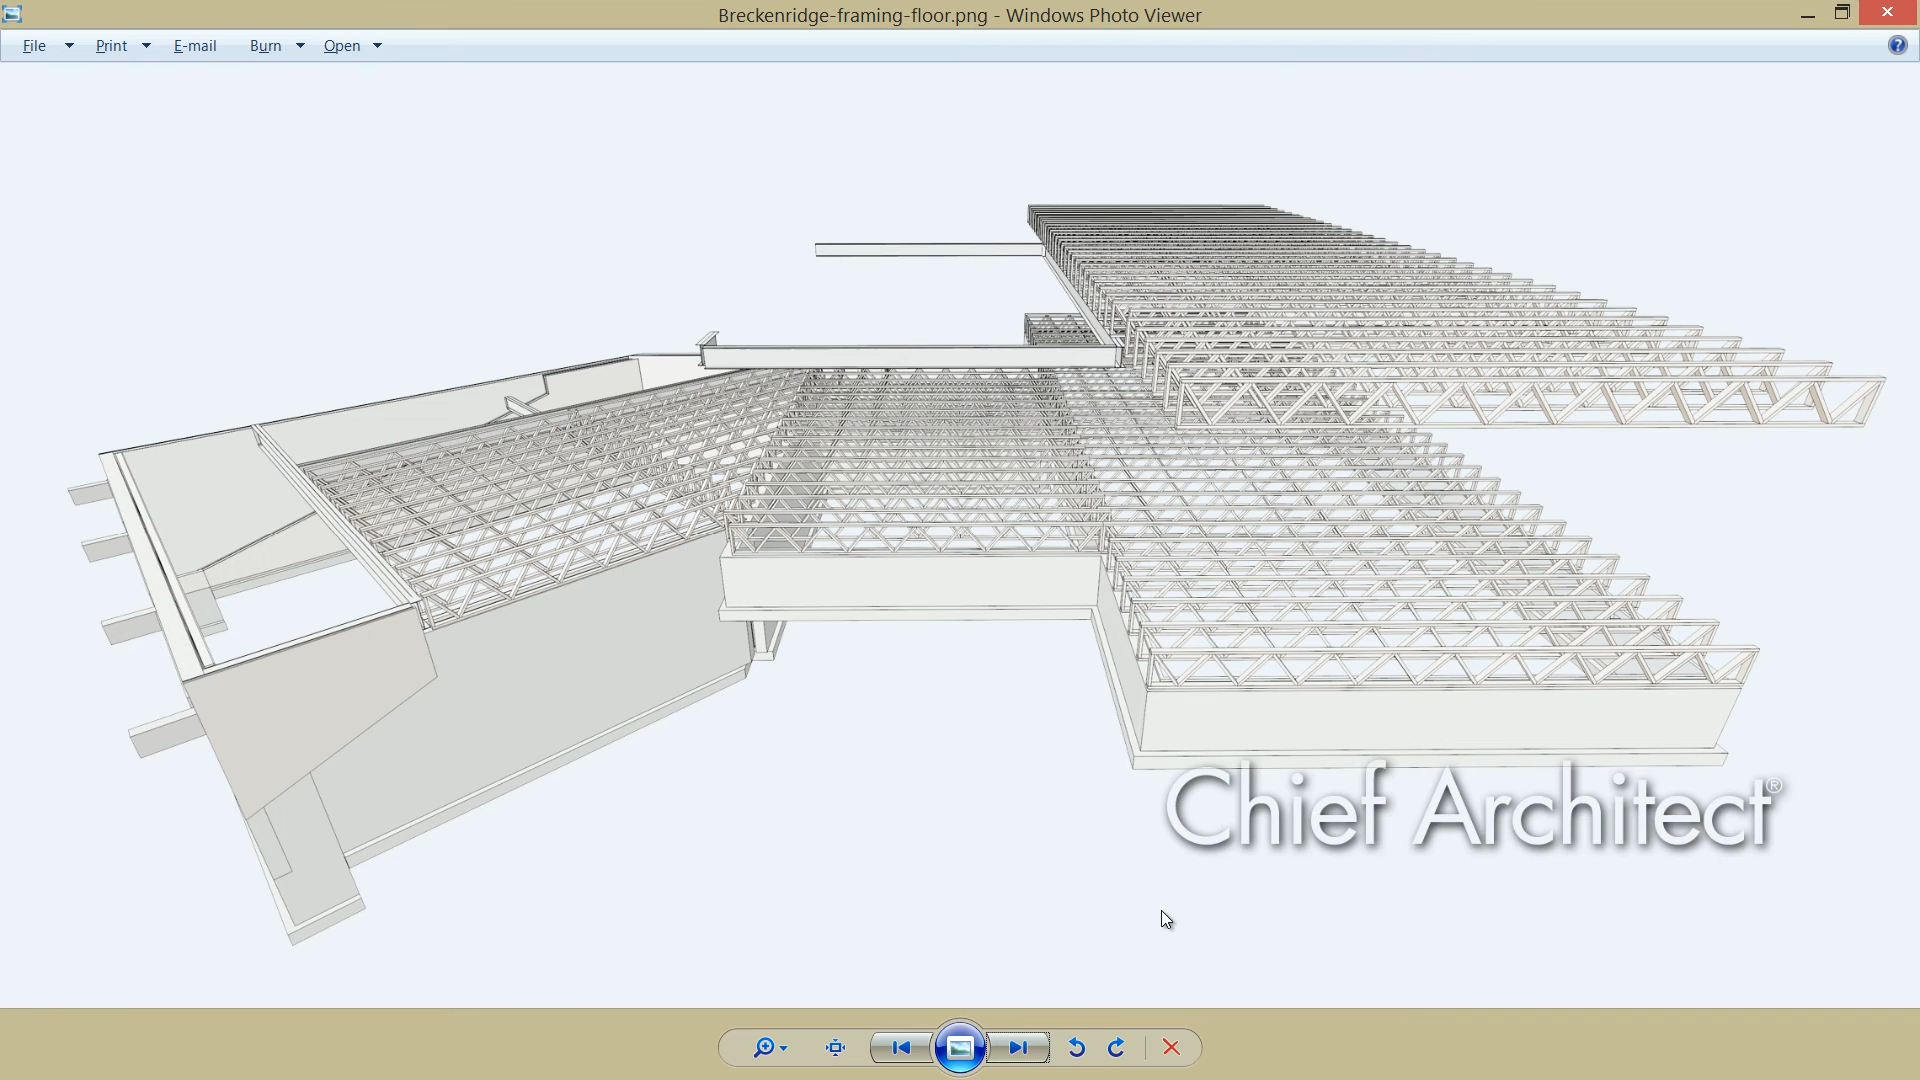 Breckenridge-framing-floor.png - Windows Photo Viewer
File Print E-mail Burn Open ?
Chief Architect®